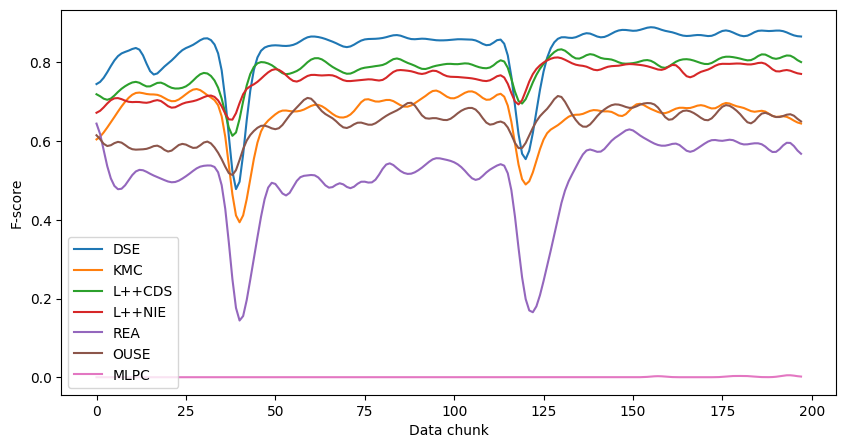 0.8
0.6
0.4
0.2
0.0
F-score
DSE
KMC
L++CDS
L++NIE
REA
OUSE
MLPC
0 25 50 75 100 125 150 175 200
Data chunk